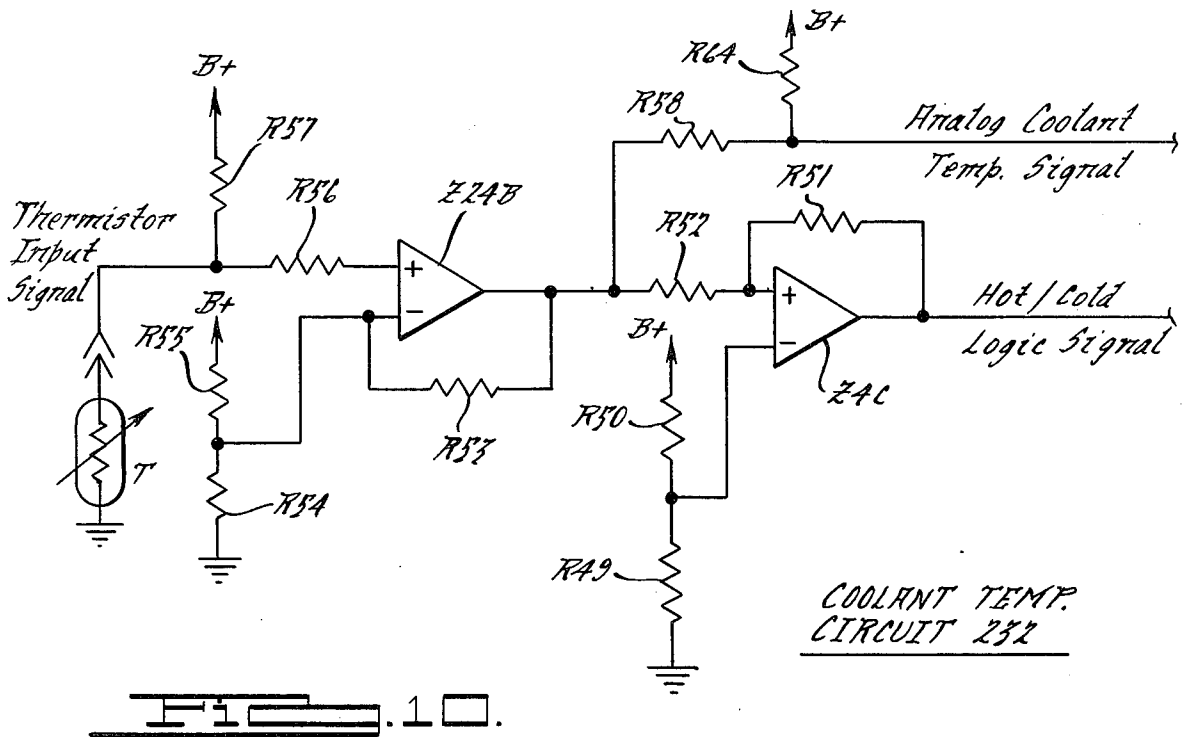 B+
R64
B+
R57
R58
Analog Coolant
Temp. Signal
R56
Z24B
R51
R52
Thermistor
Input
Signal
+
-
+
-
B+
R55
B+
Hot/Cold
Logic Signal
Z4C
R53
R50
T
R54
R49
COOLANT TEMP.
CIRCUIT 232
Fig. 10.